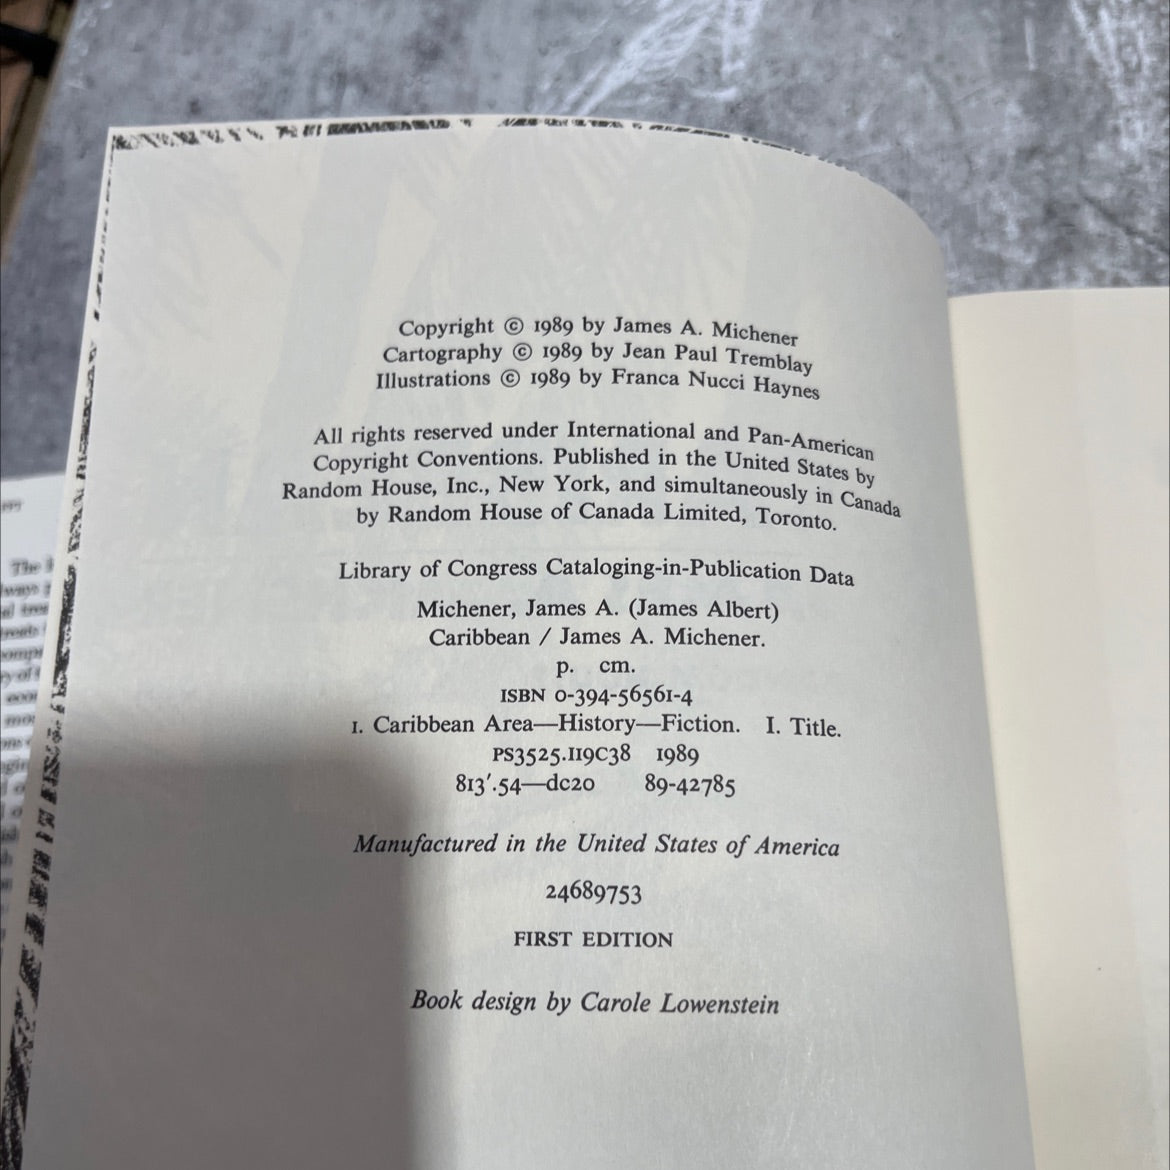 Copyright © 1989 by James A. Michener
Cartography © 1989 by Jean Paul Tremblay
Illustrations © 1989 by Franca Nucci Haynes
All rights reserved under International and Pan-American
Copyright Conventions. Published in the United States by
Random House, Inc., New York, and simultaneously in Canada
by Random House of Canada Limited, Toronto.
Library of Congress Cataloging-in-Publication Data
Michener, James A. (James Albert)
Caribbean / James A. Michener.
p. cm.
ISBN 0-394-56561-4
1. Caribbean Area—History—Fiction. I. Title.
PS3525.I19C38 1989
813'.54—dc20 89-42785
Manufactured in the United States of America
24689753
FIRST EDITION
Book design by Carole Lowenstein